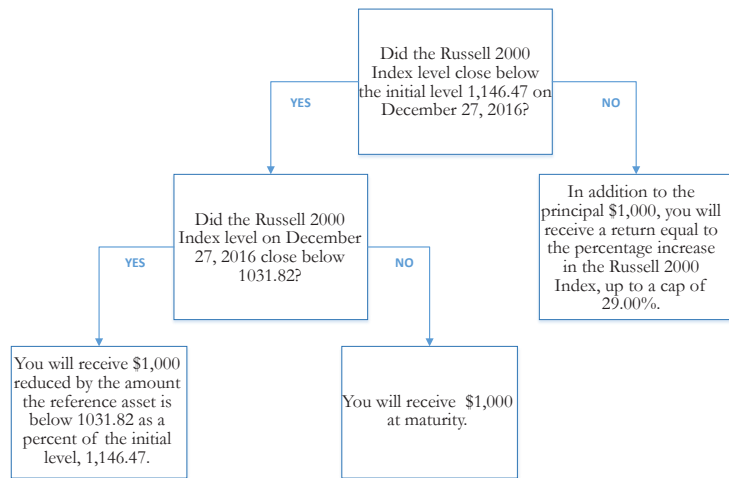 Did the Russell 2000
Index level close below
the initial level 1,146.47 on
December 27, 2016?
YES
NO
Did the Russell 2000
Index level on December
27, 2016 close below
1031.82?
In addition to the
principal $1,000, you will
receive a return equal to
the percentage increase
in the Russell 2000
Index, up to a cap of
29.00%.
YES
NO
You will receive $1,000
reduced by the amount
the reference asset is
below 1031.82 as a
percent of the initial
level, 1,146.47.
You will receive $1,000
at maturity.